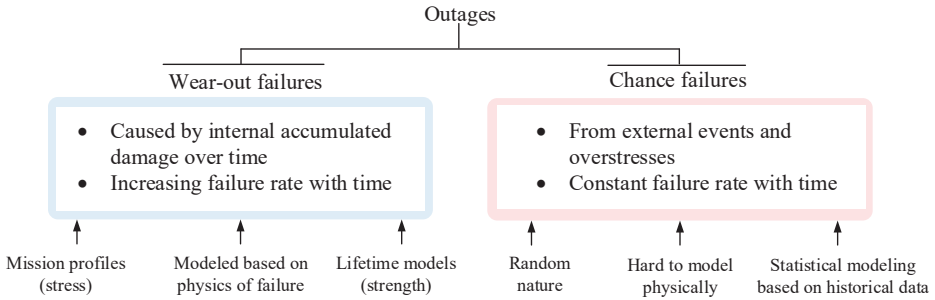 Outages
Wear-out failures
Chance failures
• Caused by internal accumulated
damage over time
• Increasing failure rate with time
• From external events and
overstresses
• Constant failure rate with time
Mission profiles
(stress)
Modeled based on
physics of failure
Lifetime models
(strength)
Random
nature
Hard to model
physically
Statistical modeling
based on historical data